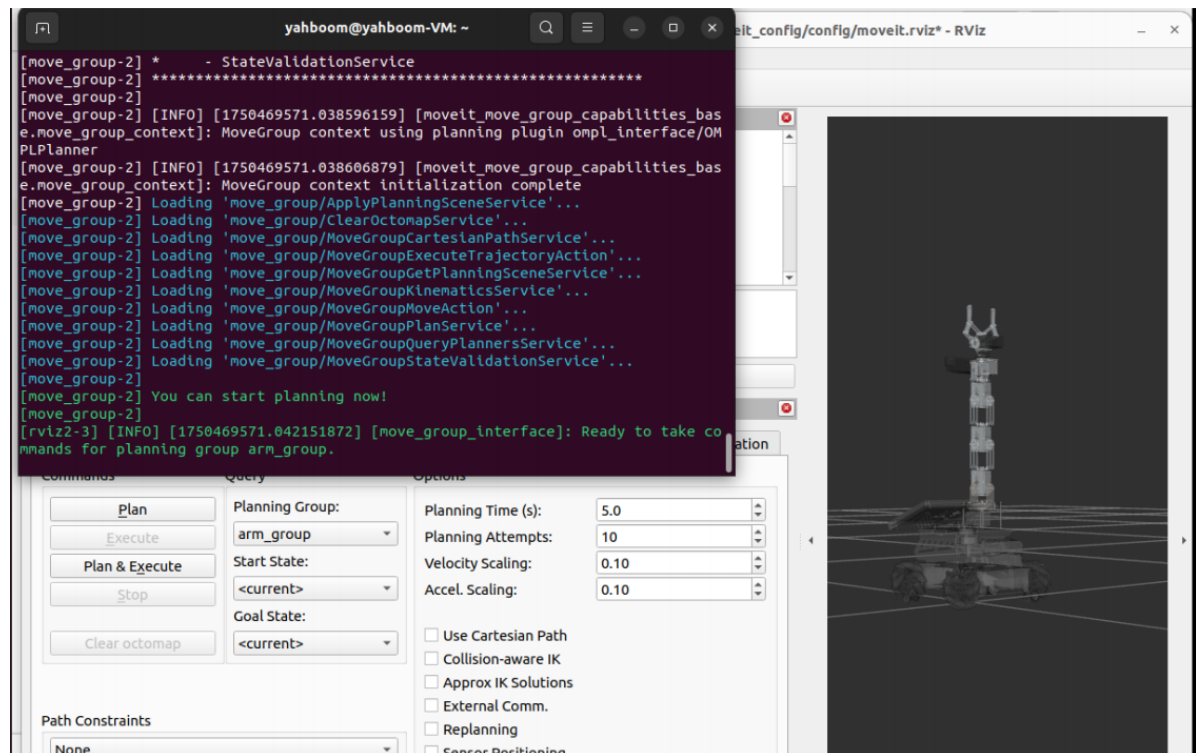 yahboom@yahboom-VM: ~
eit_config/config/moveit.rviz* - RViz
[move_group-2] *     - StateValidationService
[move_group-2] **********************************************************
[move_group-2]
[move_group-2] [INFO] [1750469571.038596159] [moveit_move_group_capabilities_bas
e.move_group_context]: MoveGroup context using planning plugin ompl_interface/OM
PLPlanner
[move_group-2] [INFO] [1750469571.038606879] [moveit_move_group_capabilities_bas
e.move_group_context]: MoveGroup context initialization complete
[move_group-2] Loading 'move_group/ApplyPlanningSceneService'...
[move_group-2] Loading 'move_group/ClearOctomapService'...
[move_group-2] Loading 'move_group/MoveGroupCartesianPathService'...
[move_group-2] Loading 'move_group/MoveGroupExecuteTrajectoryAction'...
[move_group-2] Loading 'move_group/MoveGroupGetPlanningSceneService'...
[move_group-2] Loading 'move_group/MoveGroupKinematicsService'...
[move_group-2] Loading 'move_group/MoveGroupMoveAction'...
[move_group-2] Loading 'move_group/MoveGroupPlanService'...
[move_group-2] Loading 'move_group/MoveGroupQueryPlannersService'...
[move_group-2] Loading 'move_group/MoveGroupStateValidationService'...
[move_group-2]
[move_group-2] You can start planning now!
[move_group-2]
[rviz2-3] [INFO] [1750469571.042151872] [move_group_interface]: Ready to take co
mmands for planning group arm_group.
ation
Commands
Query
Options
Plan
Execute
Plan & Execute
Stop
Clear octomap
Planning Group:
arm_group
Start State:
<current>
Goal State:
<current>
Planning Time (s):
5.0
Planning Attempts:
10
Velocity Scaling:
0.10
Accel. Scaling:
0.10
Use Cartesian Path
Collision-aware IK
Approx IK Solutions
External Comm.
Replanning
Sensor Positioning
Path Constraints
None